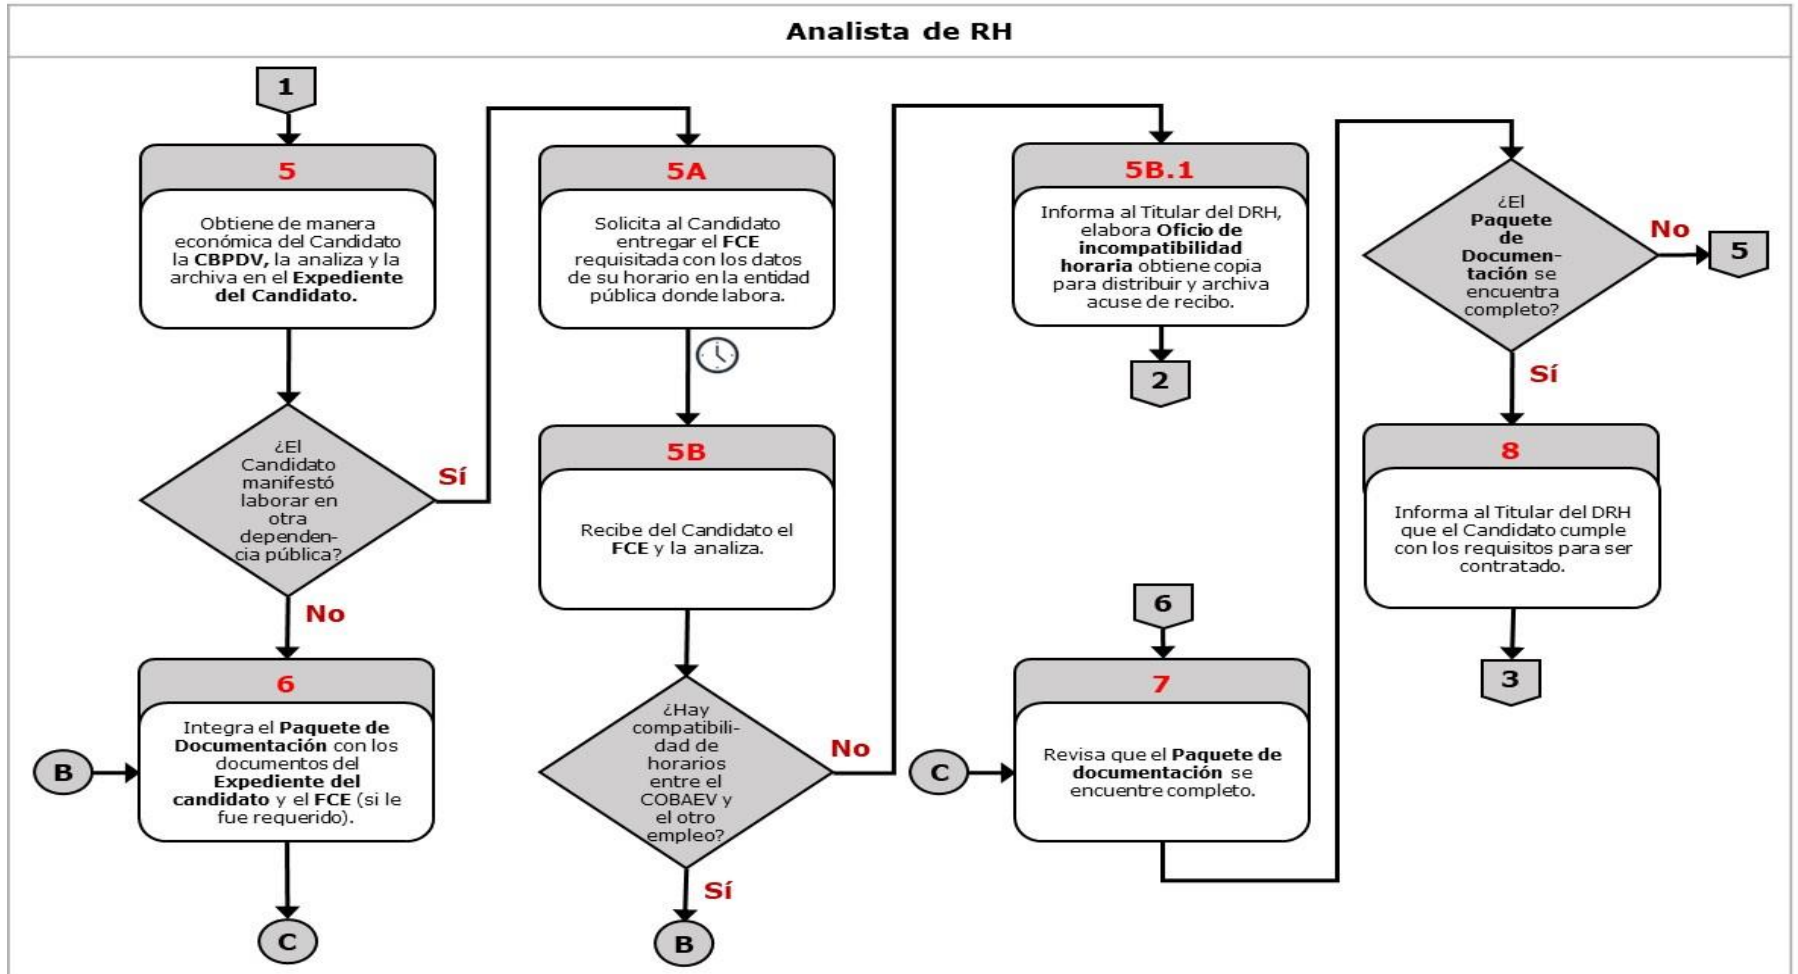 Analista de RH
1
5
Obtiene de manera
económica del Candidato
la CBPDV, la analiza y la
archiva en el Expediente
del Candidato.
¿El
Candidato
manifestó
laborar en
otra
dependen-
cia pública?
Sí
No
6
Integra el Paquete de
Documentación con los
documentos del
Expediente del
candidato y el FCE (si le
fue requerido).
B
C
5A
Solicita al Candidato
entregar el FCE
requisitada con los datos
de su horario en la entidad
pública donde labora.
5B
Recibe del Candidato el
FCE y la analiza.
¿Hay
compatibili-
dad de
horarios
entre el
COBAEV y
el otro
empleo?
No
Sí
B
5B.1
Informa al Titular del DRH,
elabora Oficio de
incompatibilidad
horaria obtiene copia
para distribuir y archiva
acuse de recibo.
2
6
7
C
Revisa que el Paquete de
documentación se
encuentre completo.
¿El
Paquete
de
Documen-
tación se
encuentra
completo?
No
5
Sí
8
Informa al Titular del DRH
que el Candidato cumple
con los requisitos para ser
contratado.
3